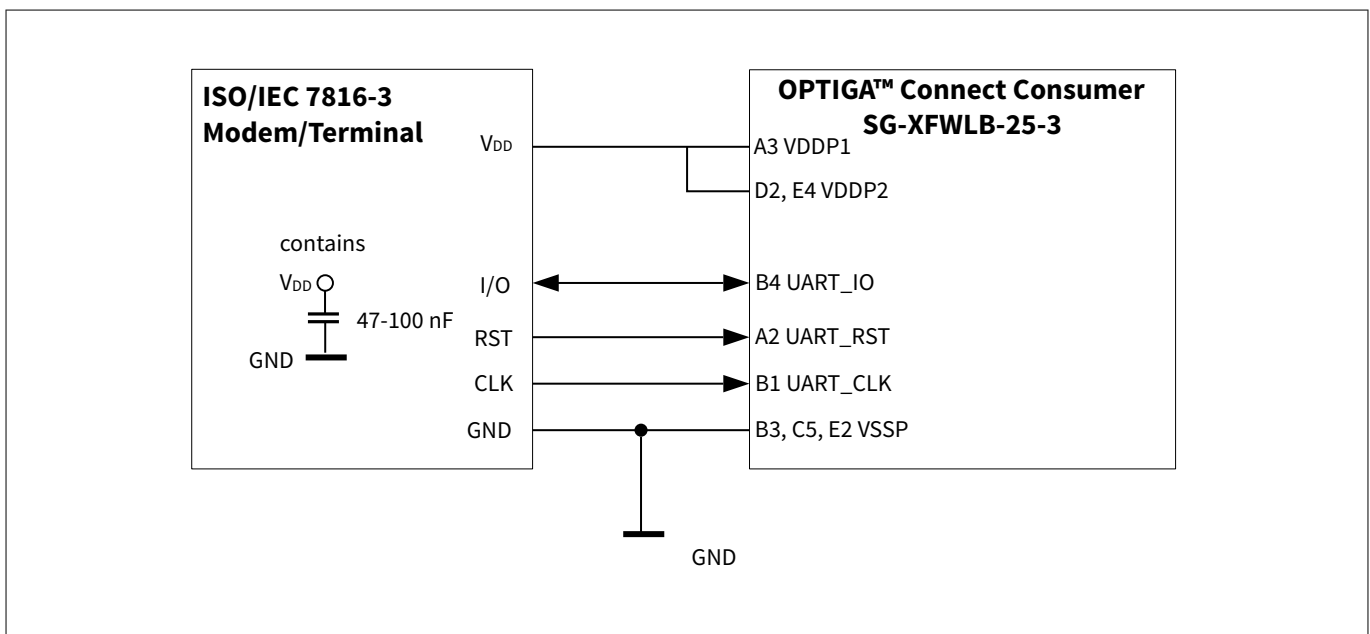 ISO/IEC 7816-3
Modem/Terminal
OPTIGA™ Connect Consumer
SG-XFWLB-25-3
VDD
A3 VDDP1
D2, E4 VDDP2
contains
VDD
47-100 nF
GND
I/O
B4 UART_IO
RST
A2 UART_RST
CLK
B1 UART_CLK
GND
B3, C5, E2 VSSP
GND